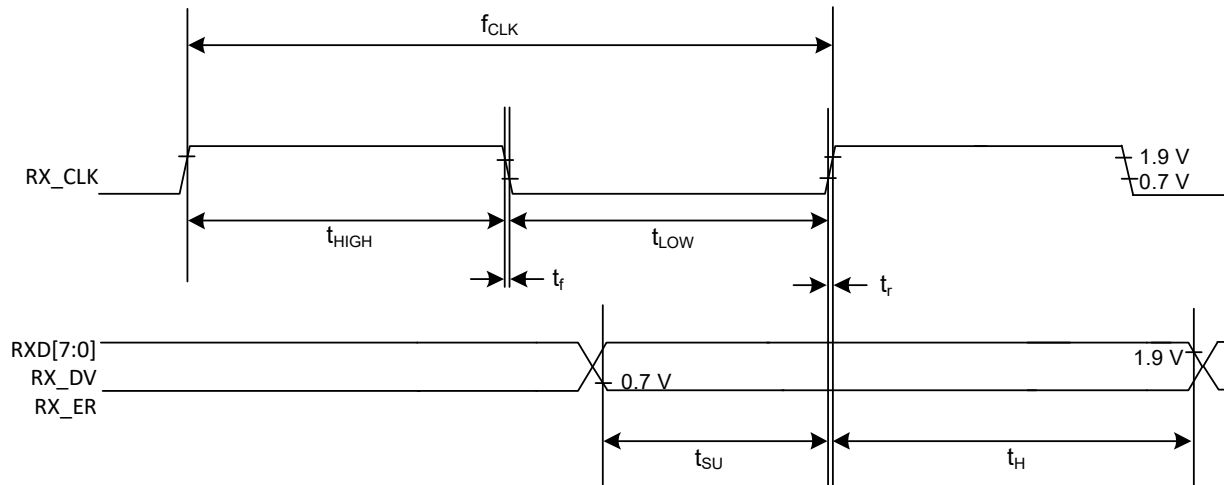 fCLK
RX_CLK
1.9 V
0.7 V
tHIGH
tLOW
tf
tr
RXD[7:0]
RX_DV
RX_ER
0.7 V
1.9 V
tSU
tH